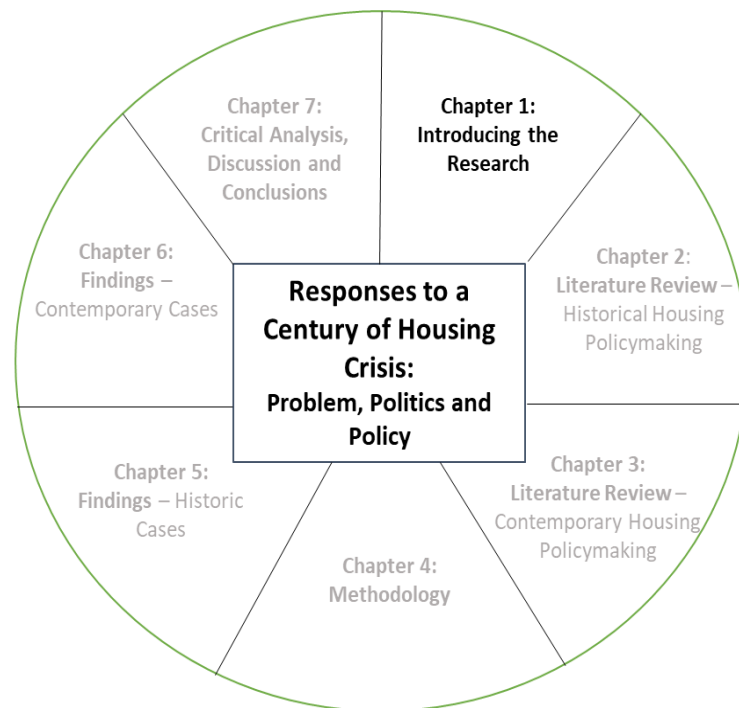 Responses to a
Century of Housing
Crisis:
Problem, Politics and
Policy
Chapter 1:
Introducing the
Research
Chapter 2:
Literature Review –
Historical Housing
Policymaking
Chapter 3:
Literature Review –
Contemporary Housing
Policymaking
Chapter 4:
Methodology
Chapter 5:
Findings – Historic
Cases
Chapter 6:
Findings –
Contemporary Cases
Chapter 7:
Critical Analysis,
Discussion and
Conclusions